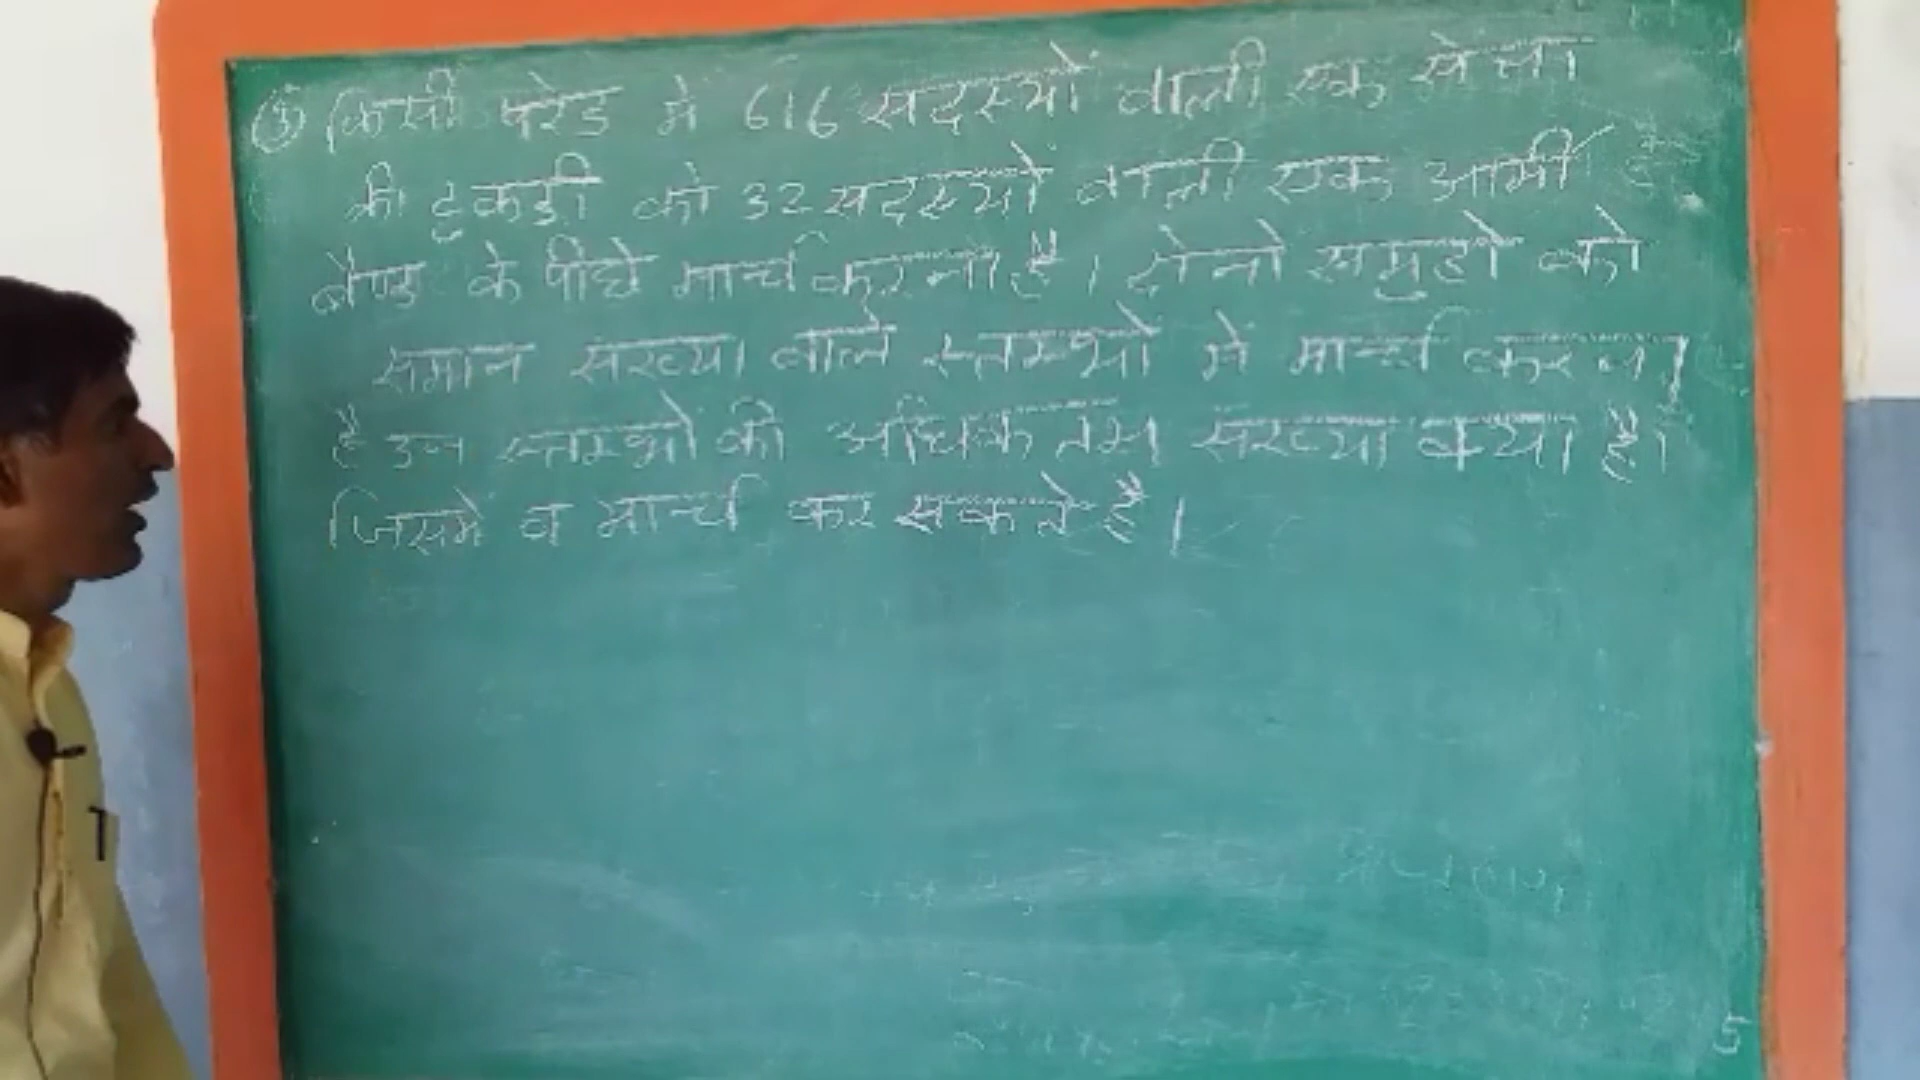 ③ किसी परेड मे 616 सदस्यों वाली एक सेना
की टुकडी को 32 सदस्यों वाली एक आर्मी
बैण्ड के पीछे मार्च करना है। दोनो समुहो को
समान संख्या वाले स्तम्भों मे मार्च करना
है उन स्तम्भों की अधिकतम संख्या क्या है।
जिसमे व मार्च कर सकते है।
5